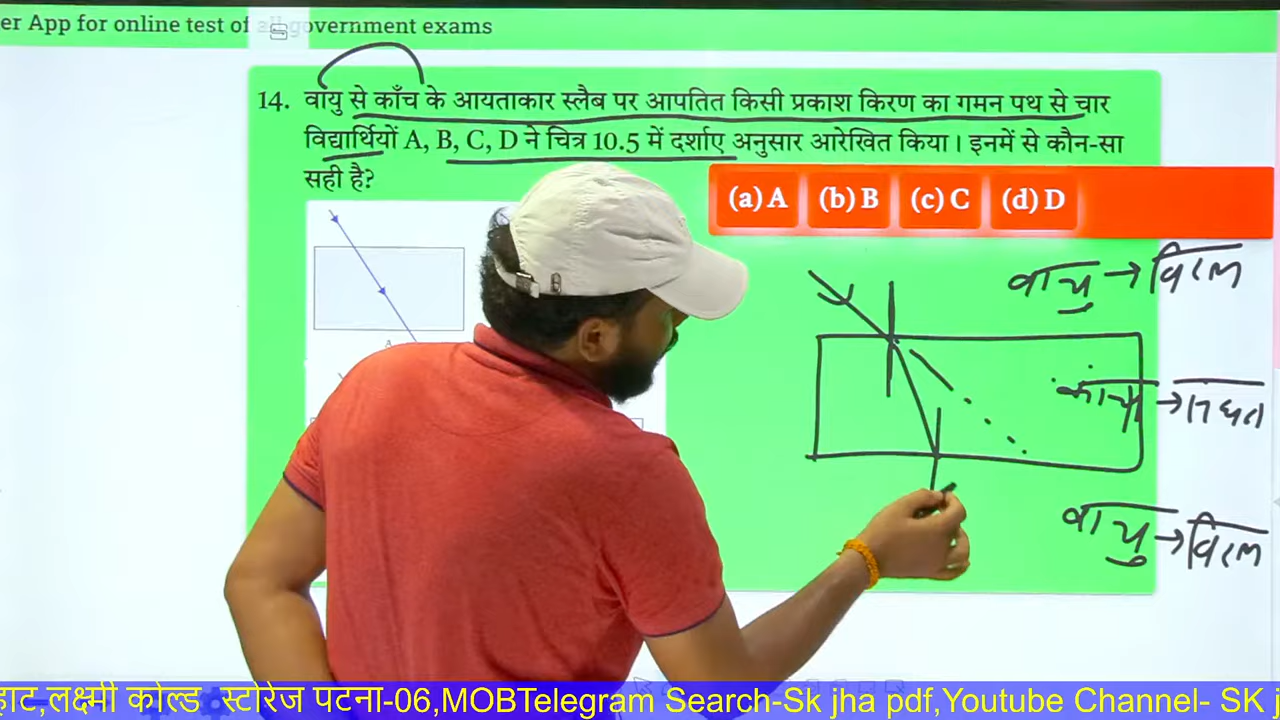 er App for online test of all government exams
14. वायु से काँच के आयताकार स्लैब पर आपतित किसी प्रकाश किरण का गमन पथ से चार
विद्यार्थियों A, B, C, D ने चित्र 10.5 में दर्शाए अनुसार आरेखित किया। इनमें से कौन-सा
सही है?
(a) A (b) B (c) C (d) D
वायु → विरल
A
वायु → विरल
हाट,लक्ष्मी कोल्ड स्टोरेज पटना-06,MOBTelegram Search-Sk jha pdf,Youtube Channel- SK j